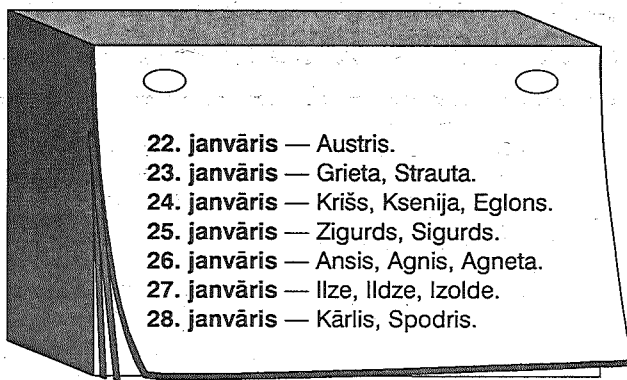 22. janvāris — Austris.
23. janvāris — Grieta, Strauta.
24. janvāris — Krišs, Ksenija, Eglons.
25. janvāris — Zigurds, Sigurds.
26. janvāris — Ansis, Agnis, Agneta.
27. janvāris — Ilze, Ildze, Izolde.
28. janvāris — Kārlis, Spodris.